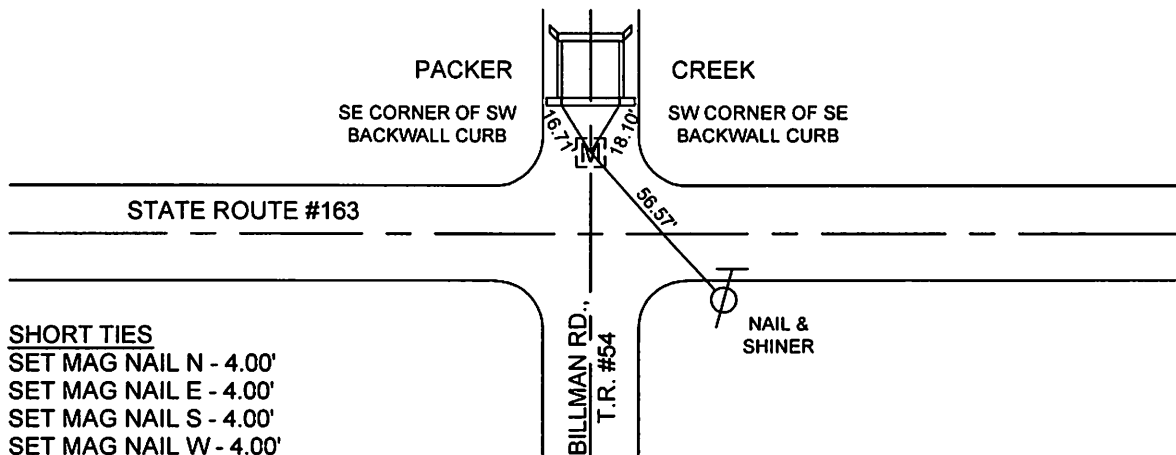 PACKER CREEK
SE CORNER OF SW
BACKWALL CURB
SW CORNER OF SE
BACKWALL CURB
16.71'
18.10'
M
56.57'
STATE ROUTE #163
NAIL &
SHINER
BILLMAN RD.,
T.R. #54
SHORT TIES
SET MAG NAIL N - 4.00'
SET MAG NAIL E - 4.00'
SET MAG NAIL S - 4.00'
SET MAG NAIL W - 4.00'